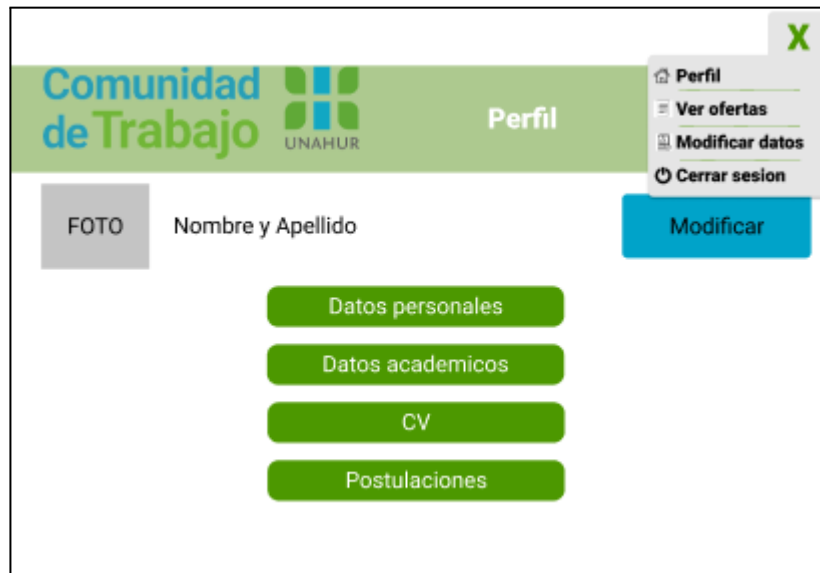 X
Comunidad
de Trabajo
UNAHUR
Perfil
Perfil
Ver ofertas
Modificar datos
Cerrar sesion
FOTO
Nombre y Apellido
Modificar
Datos personales
Datos academicos
CV
Postulaciones